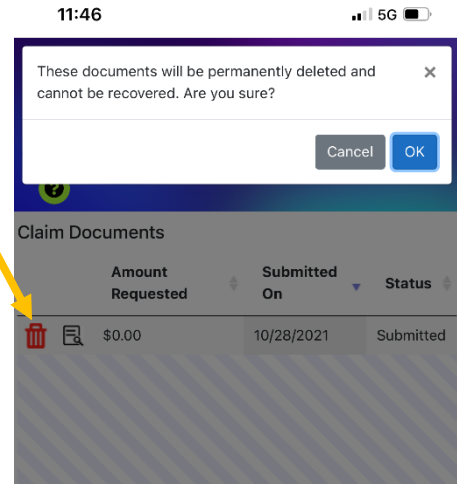 11:46
5G
These documents will be permanently deleted and
cannot be recovered. Are you sure?
×
Cancel
OK
?
Claim Documents
Amount
Requested
Submitted
On
Status
$0.00
10/28/2021
Submitted